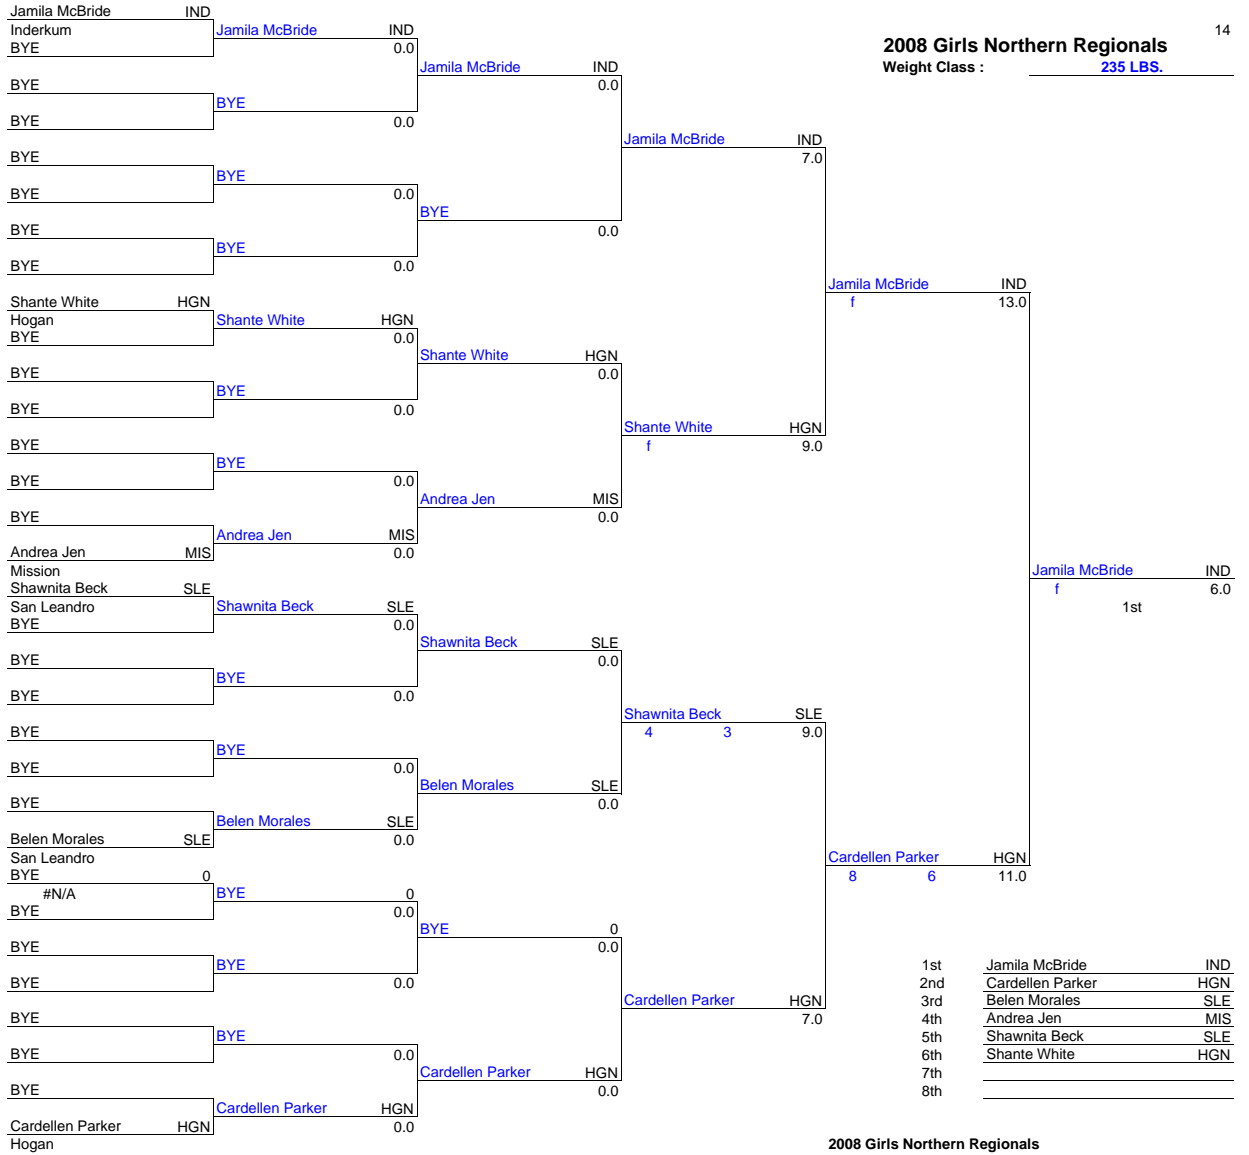 14
2008 Girls Northern Regionals
Weight Class : 235 LBS.
Jamila McBride IND
Inderkum
BYE
BYE
BYE
BYE
BYE
BYE
BYE
Shante White HGN
Hogan
BYE
BYE
BYE
BYE
BYE
BYE
Andrea Jen MIS
Mission
Shawnita Beck SLE
San Leandro
BYE
BYE
BYE
BYE
BYE
BYE
Belen Morales SLE
San Leandro
BYE 0
#N/A
BYE
BYE
BYE
BYE
BYE
BYE
Cardellen Parker HGN
Hogan
Jamila McBride IND
0.0
BYE
0.0
BYE
0.0
BYE
0.0
Shante White HGN
0.0
BYE
0.0
BYE
0.0
Andrea Jen MIS
0.0
Shawnita Beck SLE
0.0
BYE
0.0
BYE
0.0
Belen Morales SLE
0.0
BYE 0
0.0
BYE
0.0
BYE
0.0
Cardellen Parker HGN
0.0
Jamila McBride IND
0.0
BYE
0.0
Shante White HGN
0.0
Andrea Jen MIS
0.0
Shawnita Beck SLE
0.0
Belen Morales SLE
0.0
BYE 0
0.0
Cardellen Parker HGN
0.0
Jamila McBride IND
7.0
Shante White HGN
f 9.0
Shawnita Beck SLE
4 3 9.0
Cardellen Parker HGN
7.0
Jamila McBride IND
f 13.0
Cardellen Parker HGN
8 6 11.0
Jamila McBride IND
f 6.0
1st
1st Jamila McBride IND
2nd Cardellen Parker HGN
3rd Belen Morales SLE
4th Andrea Jen MIS
5th Shawnita Beck SLE
6th Shante White HGN
7th
8th
2008 Girls Northern Regionals